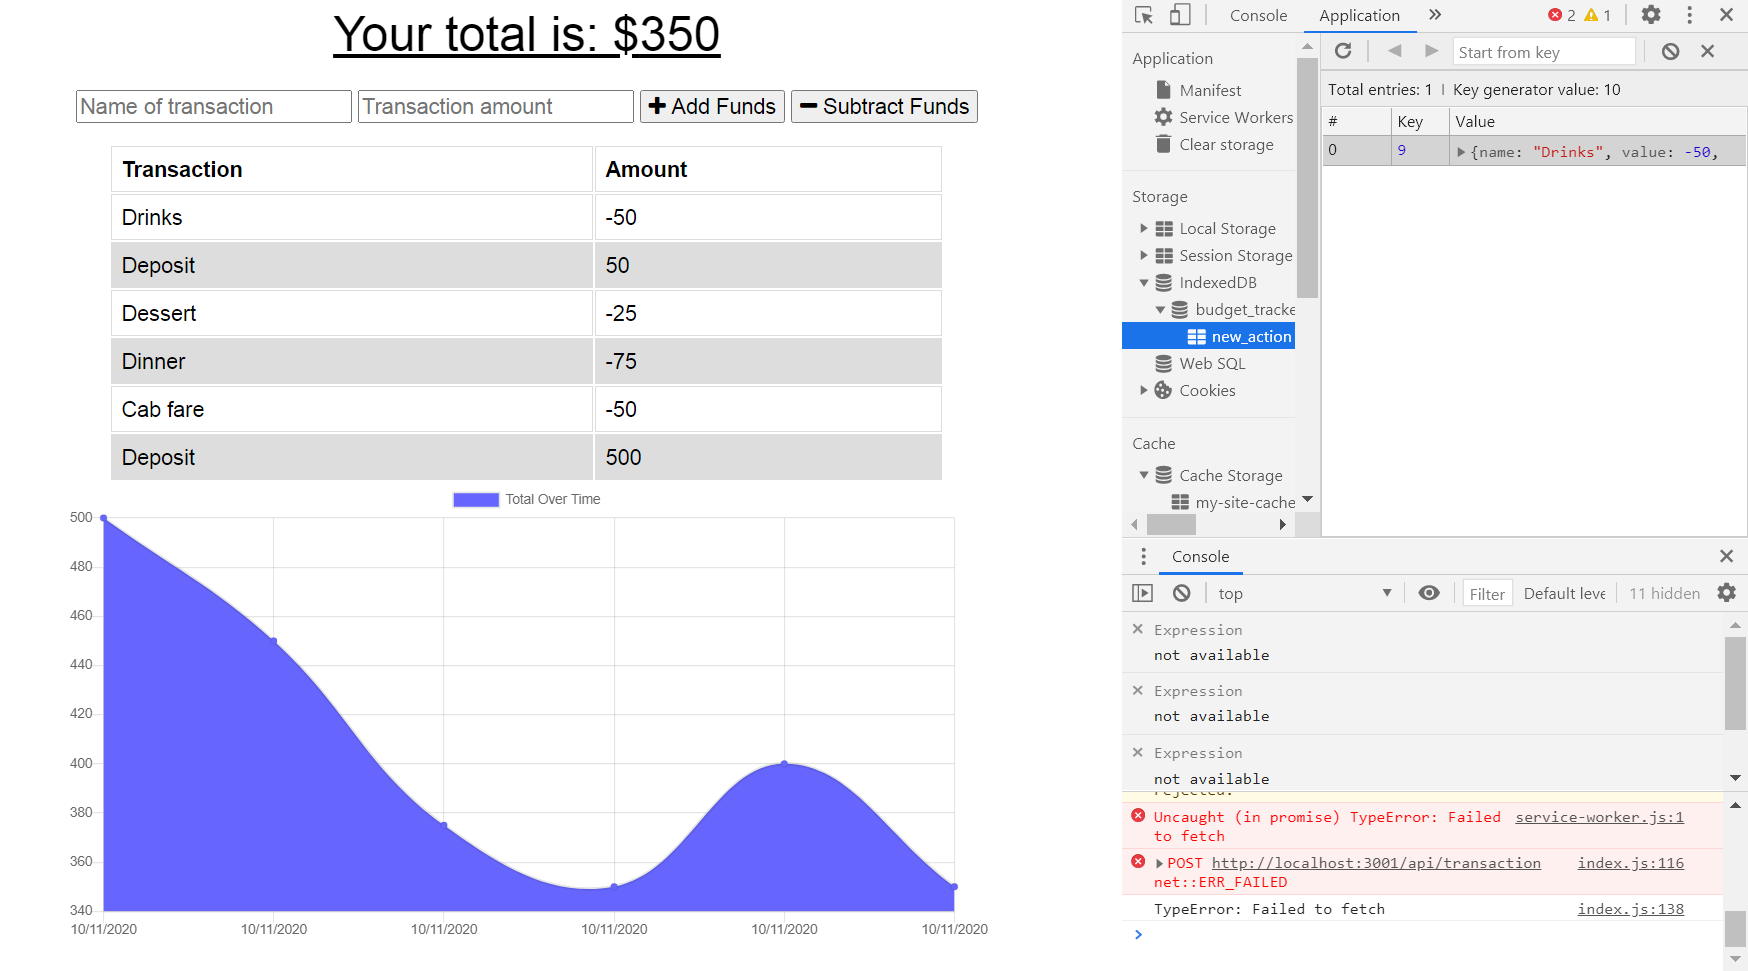 Your total is: $350
Name of transaction Transaction amount Add Funds Subtract Funds
Transaction Amount
Drinks -50
Deposit 50
Dessert -25
Dinner -75
Cab fare -50
Deposit 500
Total Over Time
500
480
460
440
420
400
380
360
340
10/11/2020 10/11/2020 10/11/2020 10/11/2020 10/11/2020 10/11/2020
Console Application » 2 1
Application
Manifest
Service Workers
Clear storage
Storage
Local Storage
Session Storage
IndexedDB
budget_tracke
new_action
Web SQL
Cookies
Cache
Cache Storage
my-site-cache
Start from key
Total entries: 1 Key generator value: 10
# Key Value
0 9 {name: "Drinks", value: -50,
Console
top Filter Default leve 11 hidden
Expression
not available
Expression
not available
Expression
not available
rejected.
Uncaught (in promise) TypeError: Failed service-worker.js:1
to fetch
POST http://localhost:3001/api/transaction index.js:116
net::ERR_FAILED
TypeError: Failed to fetch index.js:138